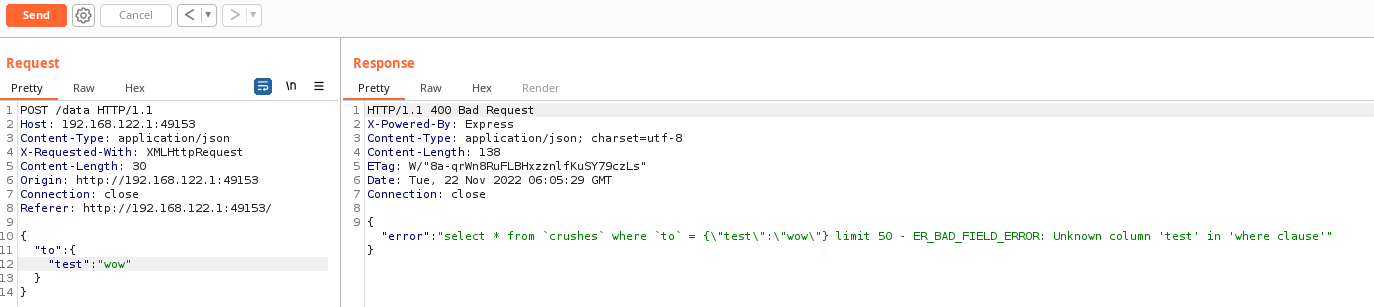 Send Cancel < >
Request
Pretty Raw Hex \n
1 POST /data HTTP/1.1
2 Host: 192.168.122.1:49153
3 Content-Type: application/json
4 X-Requested-With: XMLHttpRequest
5 Content-Length: 30
6 Origin: http://192.168.122.1:49153
7 Connection: close
8 Referer: http://192.168.122.1:49153/
9
10 {
11 "to":{
12 "test":"wow"
13 }
14 }
Response
Pretty Raw Hex Render
1 HTTP/1.1 400 Bad Request
2 X-Powered-By: Express
3 Content-Type: application/json; charset=utf-8
4 Content-Length: 138
5 ETag: W/"8a-qrWn8RuFLBHxzznlfKuSY79czLs"
6 Date: Tue, 22 Nov 2022 06:05:29 GMT
7 Connection: close
8
9 {
"error":"select * from `crushes` where `to` = {\"test\":\"wow\"} limit 50 - ER_BAD_FIELD_ERROR: Unknown column 'test' in 'where clause'"
}